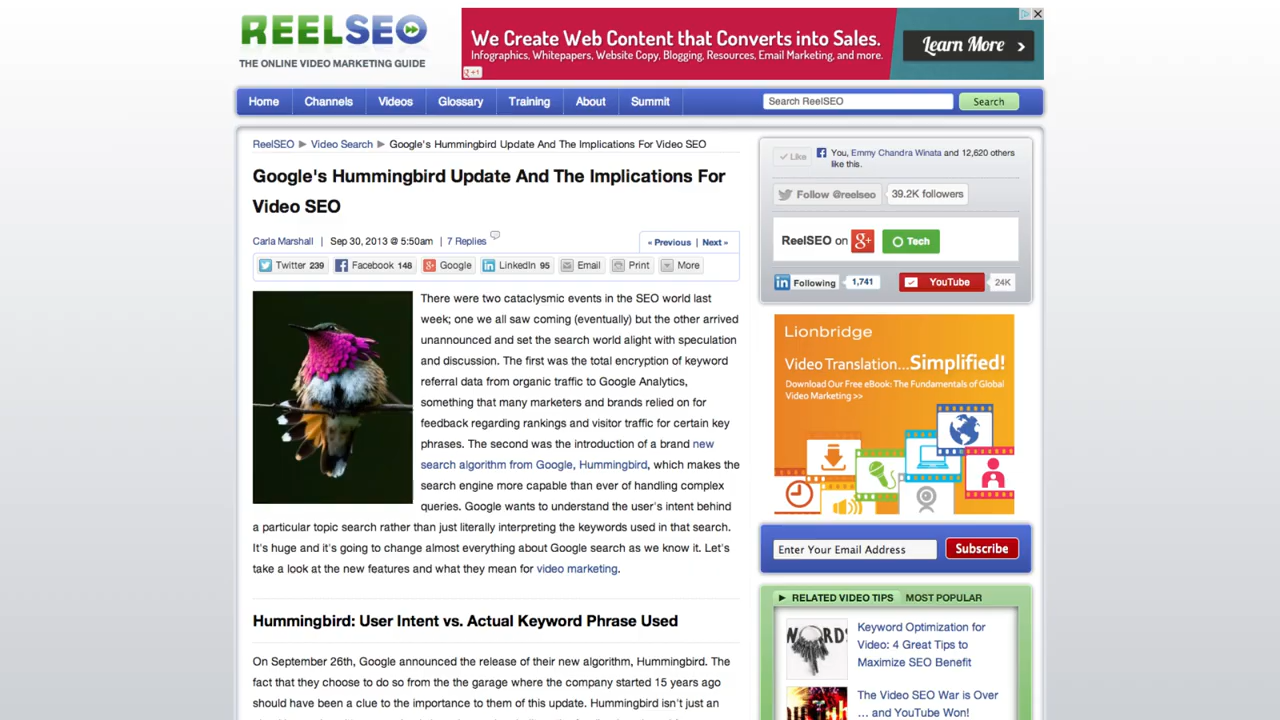 REELSEO
THE ONLINE VIDEO MARKETING GUIDE
We Create Web Content that Converts into Sales.
Infographics, Whitepapers, Website Copy, Blogging, Resources, Email Marketing, and more.
Learn More
+1
Home
Channels
Videos
Glossary
Training
About
Summit
Search ReelSEO
Search
ReelSEO ► Video Search ► Google's Hummingbird Update And The Implications For Video SEO
Google's Hummingbird Update And The Implications For
Video SEO
Carla Marshall | Sep 30, 2013 @ 5:50am | 7 Replies
« Previous | Next »
Twitter 239
Facebook 148
Google
LinkedIn 95
Email
Print
More
There were two cataclysmic events in the SEO world last
week; one we all saw coming (eventually) but the other arrived
unannounced and set the search world alight with speculation
and discussion. The first was the total encryption of keyword
referral data from organic traffic to Google Analytics,
something that many marketers and brands relied on for
feedback regarding rankings and visitor traffic for certain key
phrases. The second was the introduction of a brand new
search algorithm from Google, Hummingbird, which makes the
search engine more capable than ever of handling complex
queries. Google wants to understand the user's intent behind
a particular topic search rather than just literally interpreting the keywords used in that search.
It's huge and it's going to change almost everything about Google search as we know it. Let's
take a look at the new features and what they mean for video marketing.
Hummingbird: User Intent vs. Actual Keyword Phrase Used
On September 26th, Google announced the release of their new algorithm, Hummingbird. The
fact that they choose to do so from the the garage where the company started 15 years ago
should have been a clue to the importance to them of this update. Hummingbird isn't just an
Like
You, Emmy Chandra Winata and 12,620 others
like this.
Follow @reelseo
39.2K followers
ReelSEO on g+ Tech
in Following
1,741
YouTube
24K
Lionbridge
Video Translation...Simplified!
Download Our Free eBook: The Fundamentals of Global
Video Marketing >>
Enter Your Email Address
Subscribe
► RELATED VIDEO TIPS
MOST POPULAR
Keyword Optimization for
Video: 4 Great Tips to
Maximize SEO Benefit
The Video SEO War is Over
... and YouTube Won!